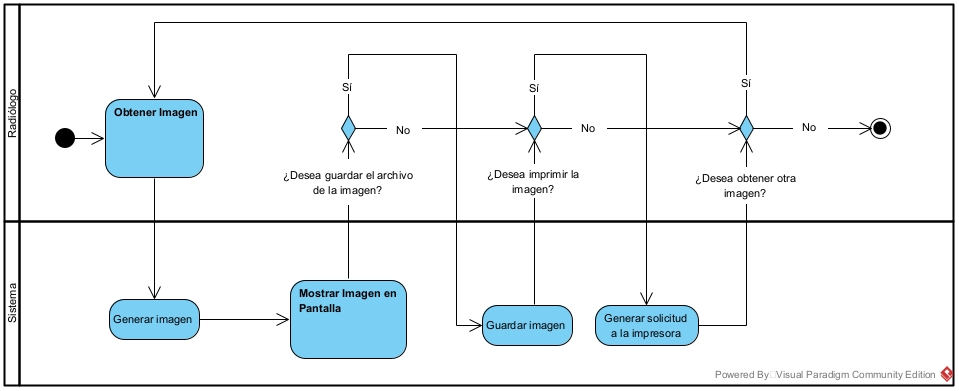 Radiólogo
Obtener Imagen
Sí
No
¿Desea guardar el archivo
de la imagen?
Sí
No
¿Desea imprimir la
imagen?
Sí
No
¿Desea obtener otra
imagen?
Sistema
Generar imagen
Mostrar Imagen en
Pantalla
Guardar imagen
Generar solicitud
a la impresora
Powered By Visual Paradigm Community Edition